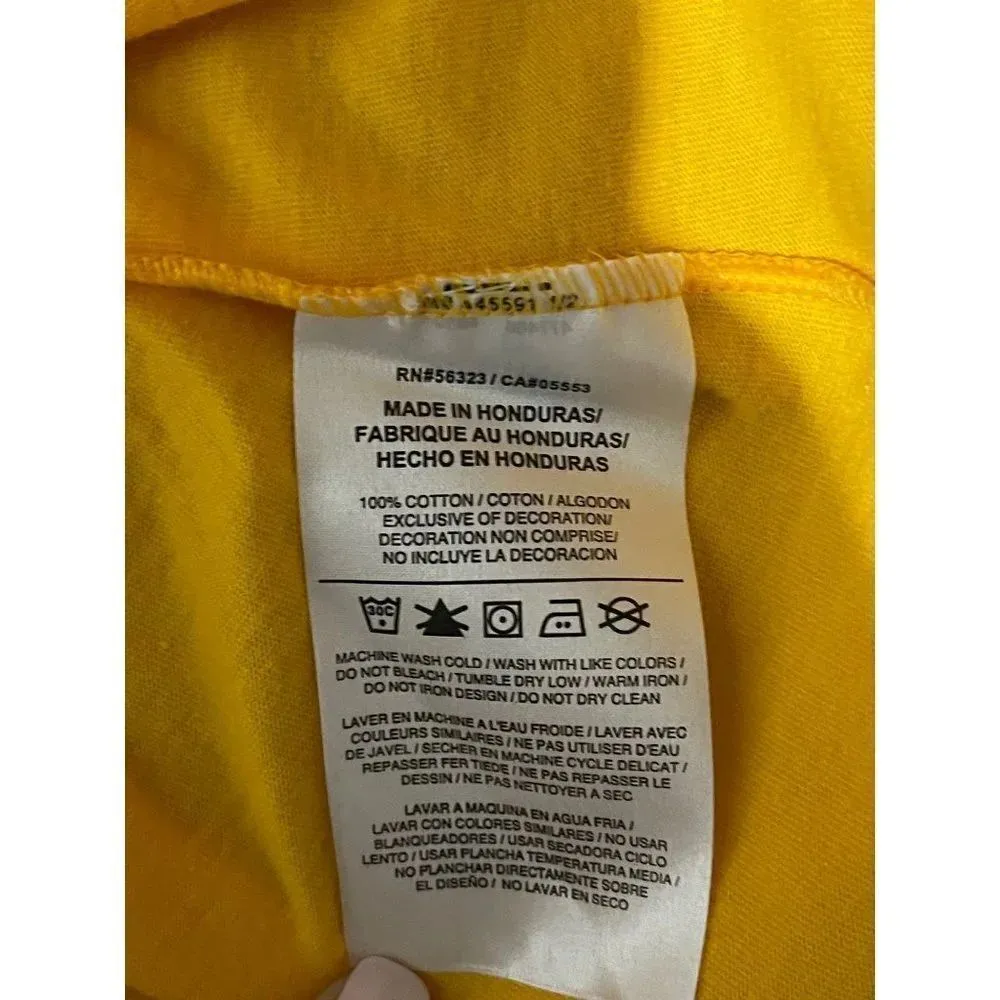 45591 1/2
RN#56323 / CA#05553
MADE IN HONDURAS/
FABRIQUE AU HONDURAS/
HECHO EN HONDURAS
100% COTTON / COTON / ALGODON
EXCLUSIVE OF DECORATION/
DECORATION NON COMPRISE/
NO INCLUYE LA DECORACION
30C
MACHINE WASH COLD / WASH WITH LIKE COLORS /
DO NOT BLEACH / TUMBLE DRY LOW / WARM IRON /
DO NOT IRON DESIGN / DO NOT DRY CLEAN
LAVER EN MACHINE A L'EAU FROIDE / LAVER AVEC
COULEURS SIMILAIRES / NE PAS UTILISER D'EAU
DE JAVEL / SECHER EN MACHINE CYCLE DELICAT /
REPASSER FER TIEDE / NE PAS REPASSER LE
DESSIN / NE PAS NETTOYER A SEC
LAVAR A MAQUINA EN AGUA FRIA /
LAVAR CON COLORES SIMILARES / NO USAR
BLANQUEADORES / USAR SECADORA CICLO
LENTO / USAR PLANCHA TEMPERATURA MEDIA /
NO PLANCHAR DIRECTAMENTE SOBRE
EL DISEÑO / NO LAVAR EN SECO